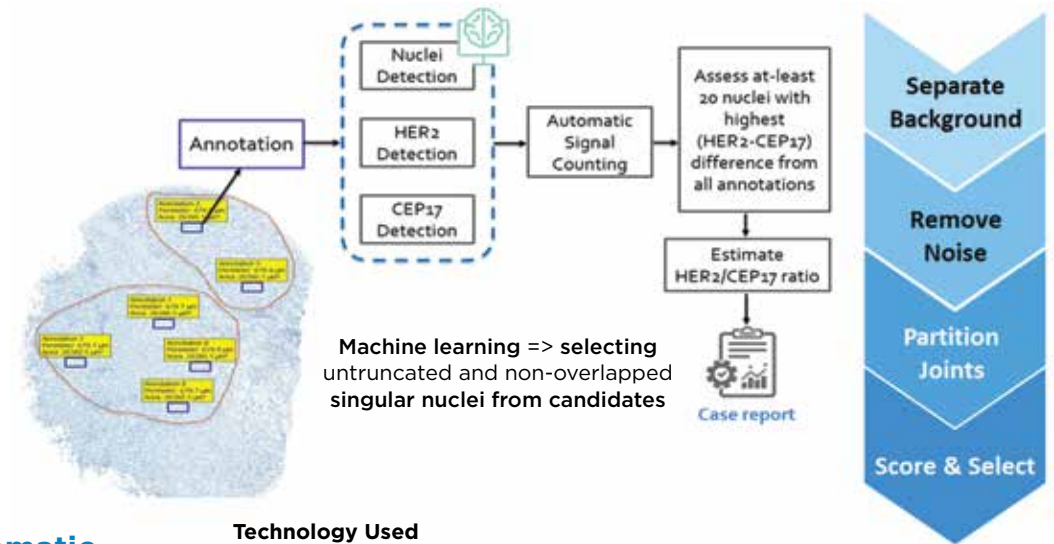 Nuclei
Detection
HER2
Detection
CEP17
Detection
Annotation
Automatic
Signal
Counting
Assess at-least
20 nuclei with
highest
(HER2-CEP17)
difference from
all annotations
Estimate
HER2/CEP17 ratio
Case report
Machine learning => selecting
untruncated and non-overlapped
singular nuclei from candidates
Separate
Background
Remove
Noise
Partition
Joints
Score & Select
Technology Used